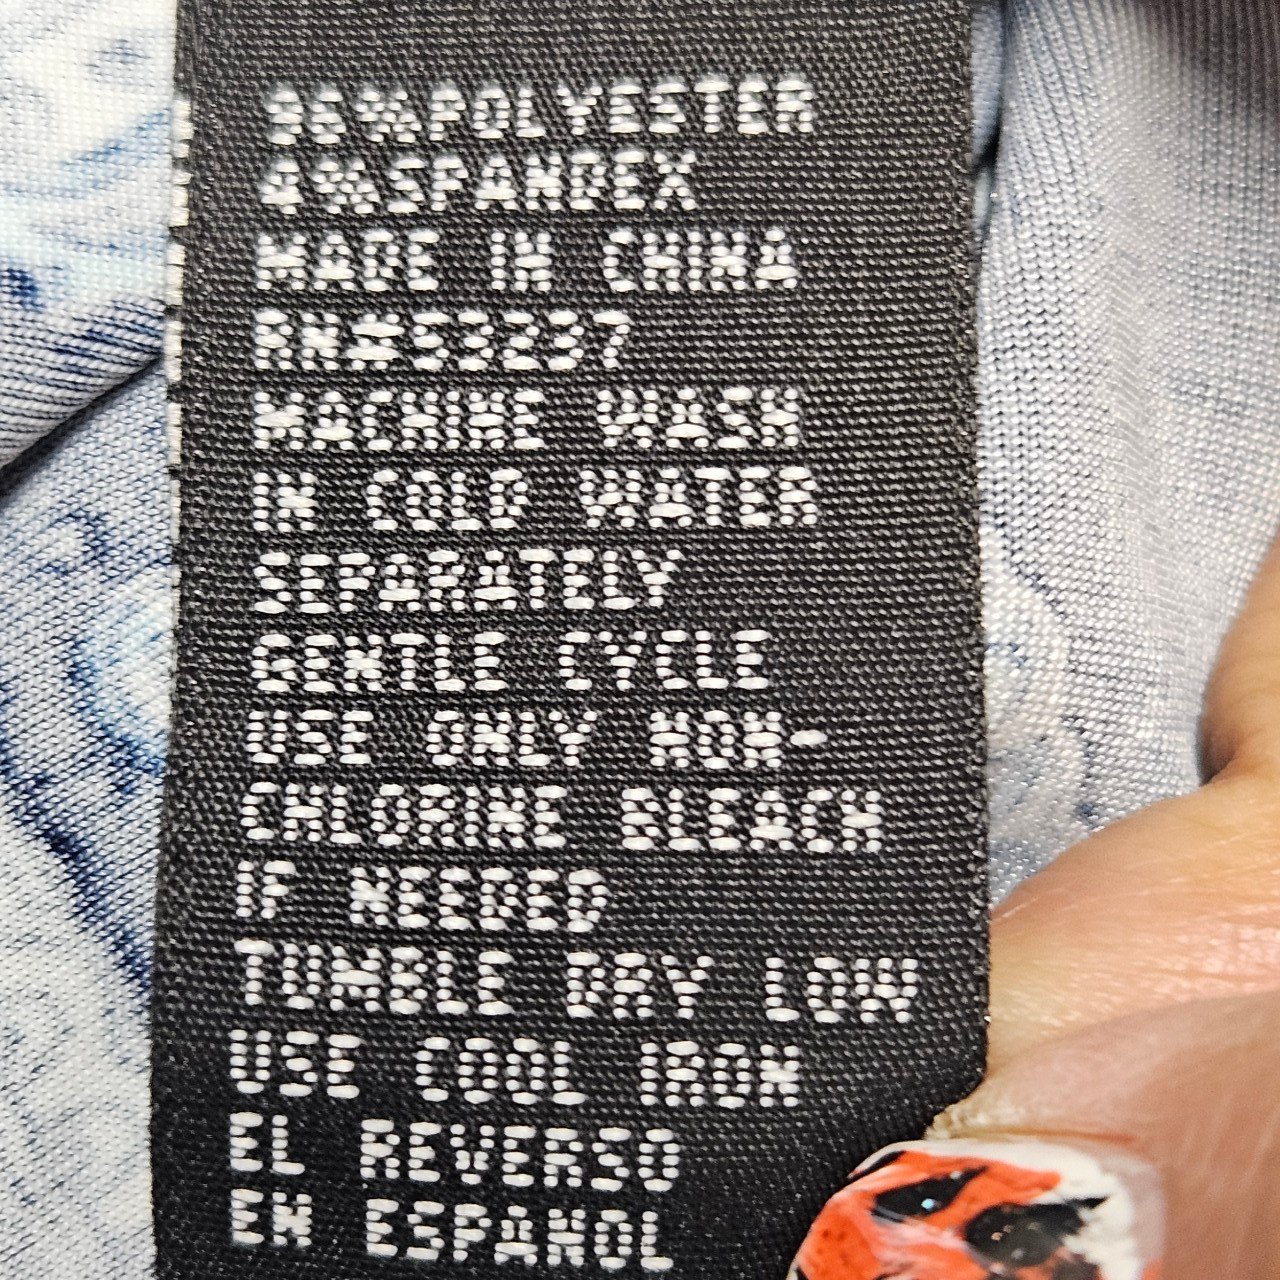 96%POLYESTER
4%SPANDEX
MADE IN CHINA
RN#53237
MACHINE WASH
IN COLD WATER
SEPARATELY
GENTLE CYCLE
USE ONLY NON-
CHLORINE BLEACH
IF NEEDED
TUMBLE DRY LOW
USE COOL IRON
EL REVERSO
EN ESPANOL